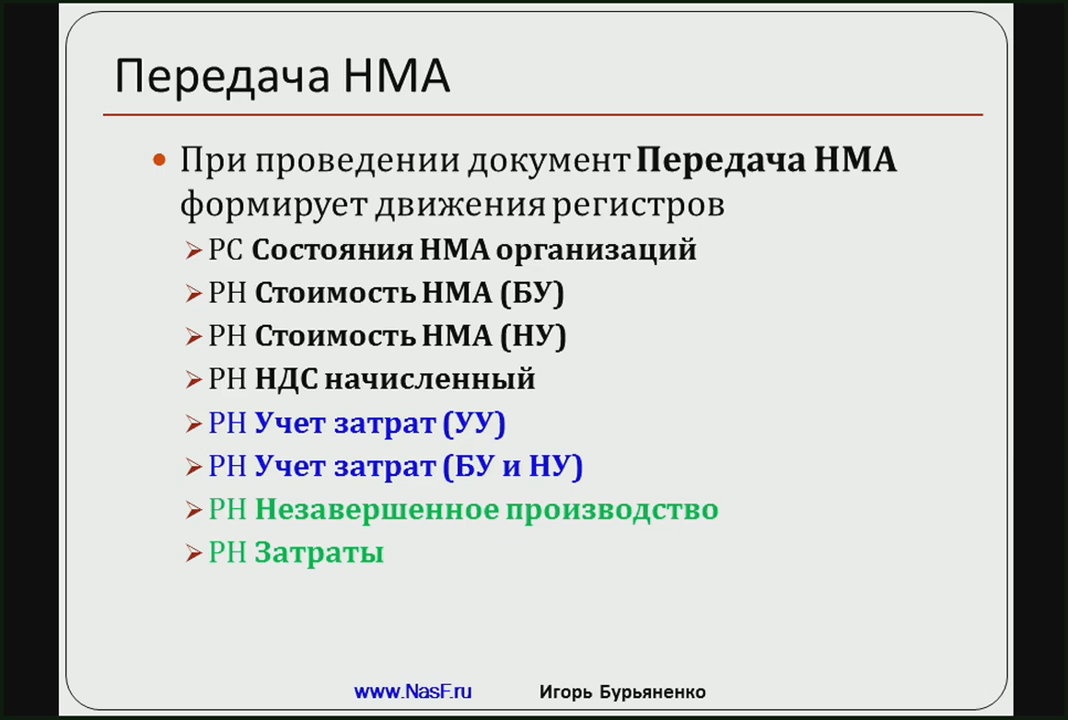 Передача НМА
При проведении документ Передача НМА
формирует движения регистров
РС Состояния НМА организаций
РН Стоимость НМА (БУ)
РН Стоимость НМА (НУ)
РН НДС начисленный
РН Учет затрат (УУ)
РН Учет затрат (БУ и НУ)
РН Незавершенное производство
РН Затраты
www.NasF.ru Игорь Бурьяненко